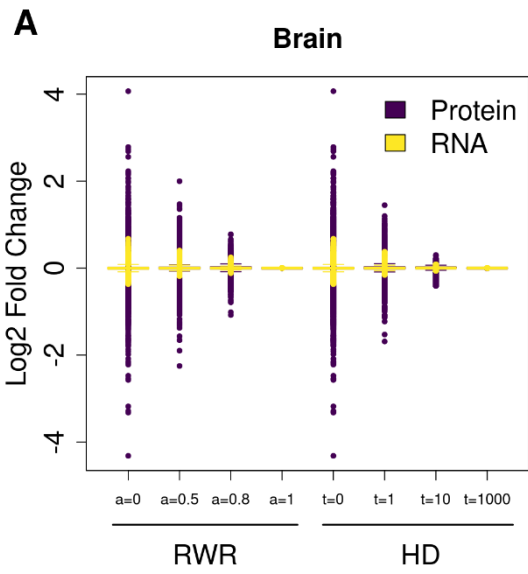 A
Brain
Protein
RNA
Log2 Fold Change
4
2
0
-2
-4
a=0 a=0.5 a=0.8 a=1 t=0 t=1 t=10 t=1000
RWR HD